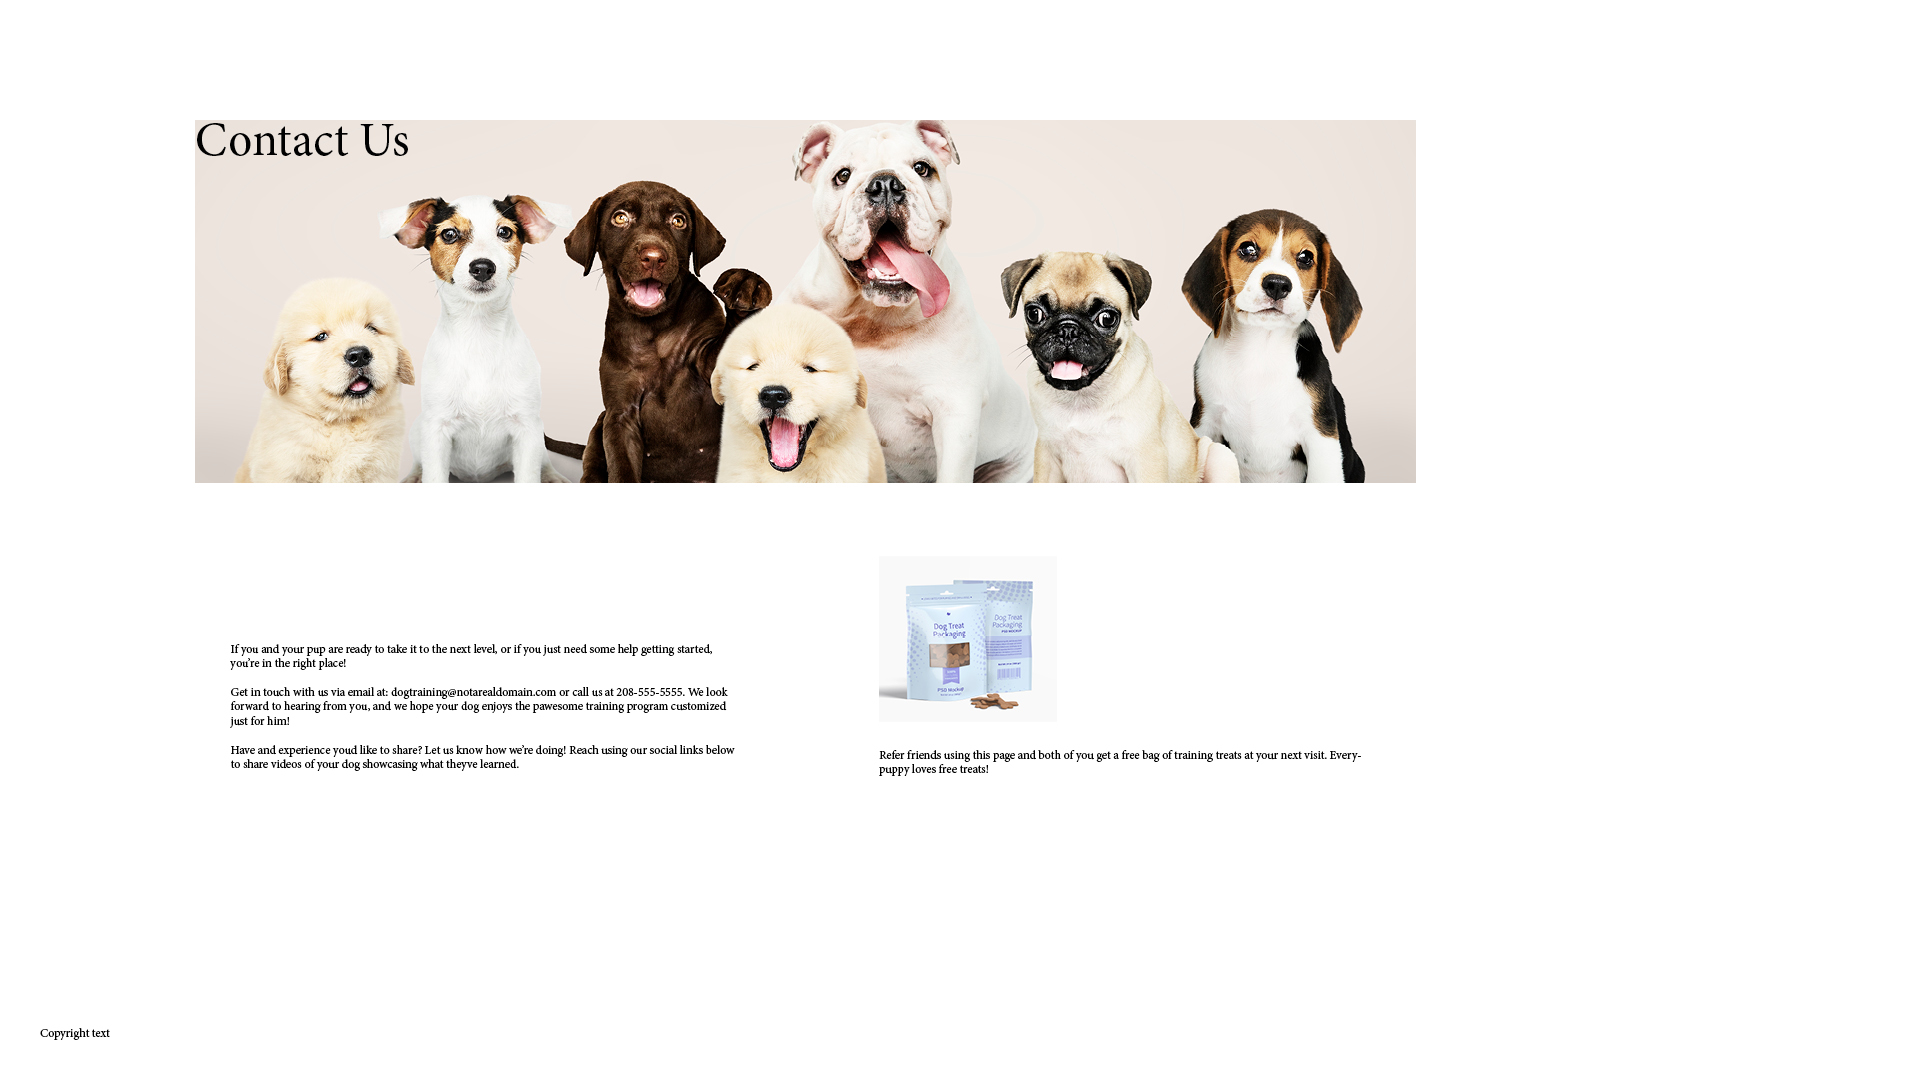 Contact Us
Dog Treat
Packaging
PSD Mockup
Dog Treat
Packaging
PSD MOCKUP
If you and your pup are ready to take it to the next level, or if you just need some help getting started,
you're in the right place!
Get in touch with us via email at: dogtraining@notarealdomain.com or call us at 208-555-5555. We look
forward to hearing from you, and we hope your dog enjoys the pawesome training program customized
just for him!
Have and experience youd like to share? Let us know how we're doing! Reach using our social links below
to share videos of your dog showcasing what theyve learned.
Refer friends using this page and both of you get a free bag of training treats at your next visit. Every-
puppy loves free treats!
Copyright text